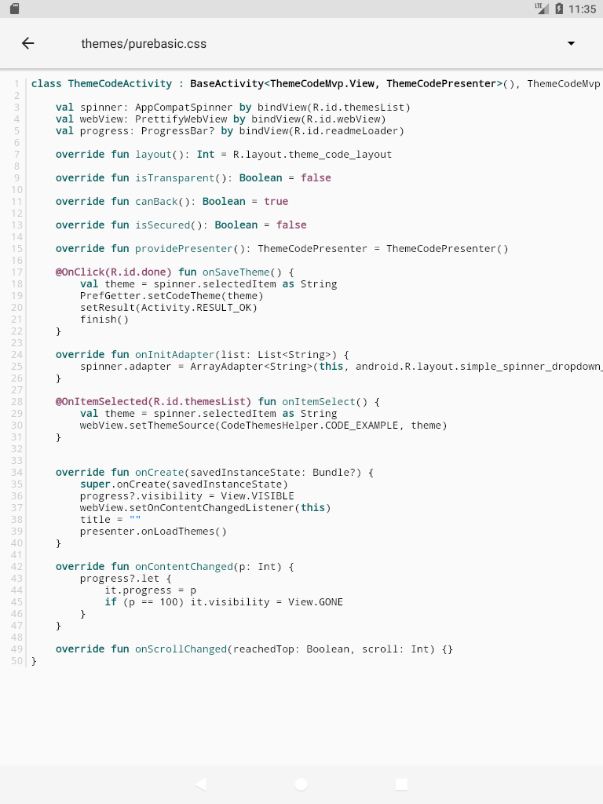 LTE 11:35
themes/purebasic.css
1 class ThemeCodeActivity : BaseActivity<ThemeCodeMvp.View, ThemeCodePresenter>(), ThemeCodeMvp
2
3     val spinner: AppCompatSpinner by bindView(R.id.themesList)
4     val webView: PrettifyWebView by bindView(R.id.webView)
5     val progress: ProgressBar? by bindView(R.id.readmeLoader)
6
7     override fun layout(): Int = R.layout.theme_code_layout
8
9     override fun isTransparent(): Boolean = false
10
11     override fun canBack(): Boolean = true
12
13     override fun isSecured(): Boolean = false
14
15     override fun providePresenter(): ThemeCodePresenter = ThemeCodePresenter()
16
17     @OnClick(R.id.done) fun onSaveTheme() {
18         val theme = spinner.selectedItem as String
19         PrefGetter.setCodeTheme(theme)
20         setResult(Activity.RESULT_OK)
21         finish()
22     }
23
24     override fun onInitAdapter(list: List<String>) {
25         spinner.adapter = ArrayAdapter<String>(this, android.R.layout.simple_spinner_dropdown_
26     }
27
28     @OnItemSelected(R.id.themesList) fun onItemSelect() {
29         val theme = spinner.selectedItem as String
30         webView.setThemeSource(CodeThemesHelper.CODE_EXAMPLE, theme)
31     }
32
33
34     override fun onCreate(savedInstanceState: Bundle?) {
35         super.onCreate(savedInstanceState)
36         progress?.visibility = View.VISIBLE
37         webView.setOnContentChangedListener(this)
38         title = ""
39         presenter.onLoadThemes()
40     }
41
42     override fun onContentChanged(p: Int) {
43         progress?.let {
44             it.progress = p
45             if (p == 100) it.visibility = View.GONE
46         }
47     }
48
49     override fun onScrollChanged(reachedTop: Boolean, scroll: Int) {}
50 }